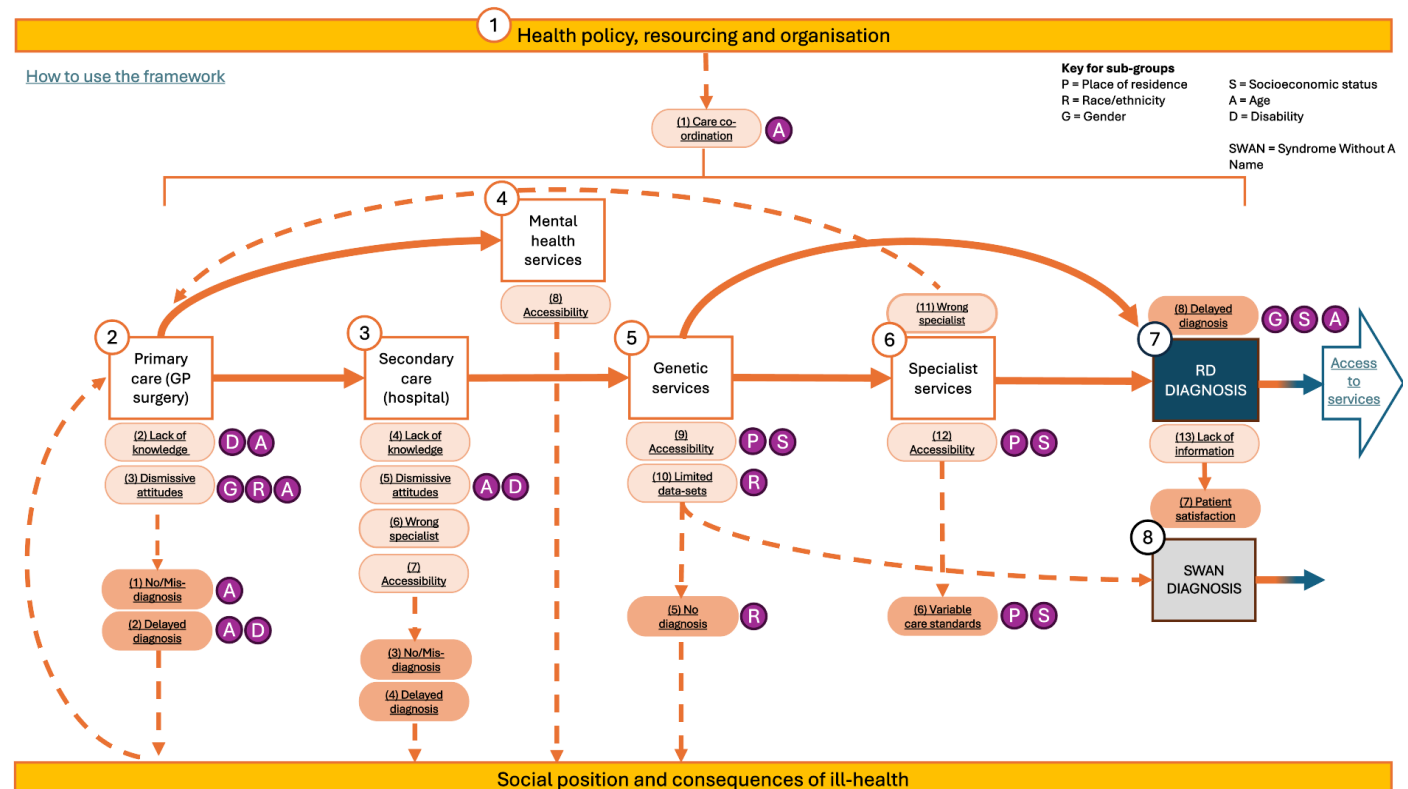 1
Health policy, resourcing and organisation
How to use the framework
Key for sub-groups
P = Place of residence
R = Race/ethnicity
G = Gender
S = Socioeconomic status
A = Age
D = Disability
SWAN = Syndrome Without A
Name
(1) Care co-
ordination
A
4
Mental
health
services
(8)
Accessibility
2
Primary
care (GP
surgery)
(2) Lack of
knowledge
D A
(3) Dismissive
attitudes
G R A
(1) No/Mis-
diagnosis
A
(2) Delayed
diagnosis
A D
3
Secondary
care
(hospital)
(4) Lack of
knowledge
(5) Dismissive
attitudes
A D
(6) Wrong
specialist
(7)
Accessibility
(3) No/Mis-
diagnosis
(4) Delayed
diagnosis
5
Genetic
services
(9)
Accessibility
P S
(10) Limited
data-sets
R
(5) No
diagnosis
R
(11) Wrong
specialist
6
Specialist
services
(12)
Accessibility
P S
(6) Variable
care standards
P S
(8) Delayed
diagnosis
G S A
7
RD
DIAGNOSIS
Access
to
services
(13) Lack of
information
(7) Patient
satisfaction
8
SWAN
DIAGNOSIS
Social position and consequences of ill-health